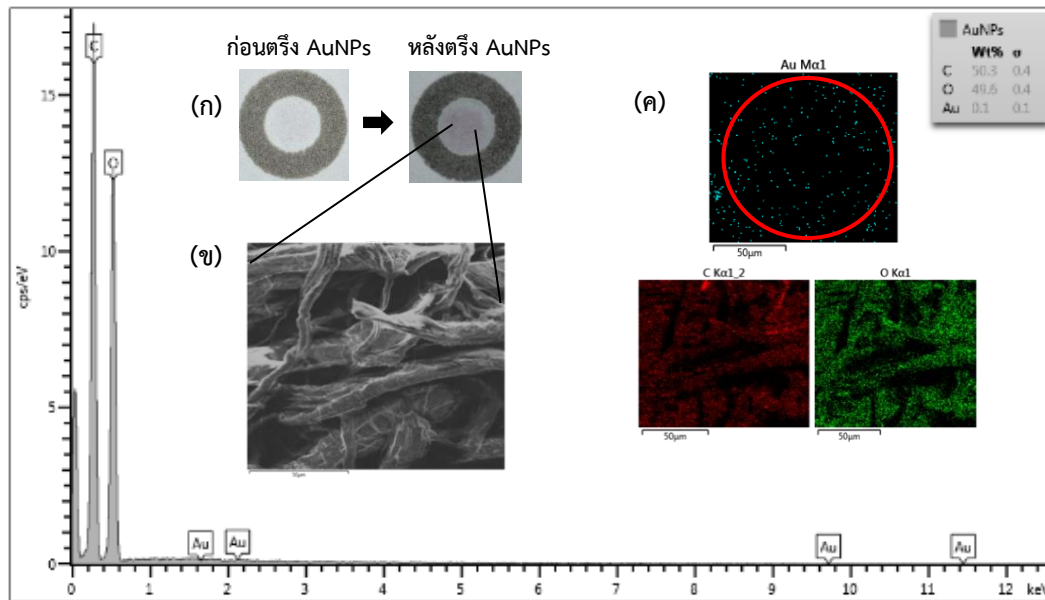 ก่อนตรึง AuNPs
หลังตรึง AuNPs
(ก)
(ข)
(ค)
Au Mα1
50µm
C Kα1_2
50µm
O Kα1
50µm
AuNPs
Wt% σ
C 50.3 0.4
O 49.6 0.4
Au 0.1 0.1
C
O
Au
Au
Au
Au
cps/eV
15
10
5
0
0 1 2 3 4 5 6 7 8 9 10 11 12 keV